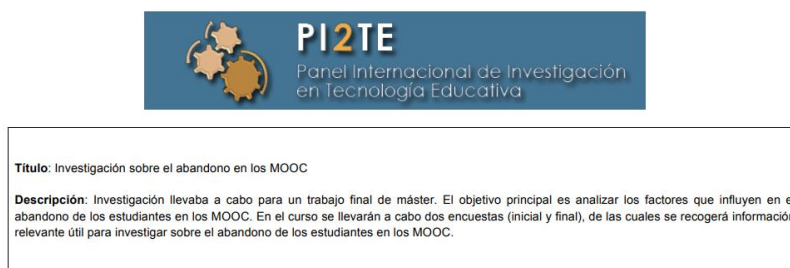 PI2TE
Panel Internacional de Investigación
en Tecnología Educativa
Título: Investigación sobre el abandono en los MOOC
Descripción: Investigación llevaba a cabo para un trabajo final de máster. El objetivo principal es analizar los factores que influyen en e
abandono de los estudiantes en los MOOC. En el curso se llevarán a cabo dos encuestas (inicial y final), de las cuales se recogerá información
relevante útil para investigar sobre el abandono de los estudiantes en los MOOC.